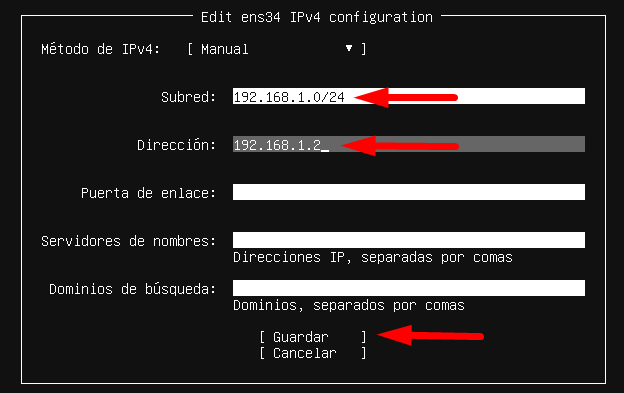 Edit ens34 IPv4 configuration
Método de IPv4: [ Manual ▼ ]
Subred: 192.168.1.0/24
Dirección: 192.168.1.2_
Puerta de enlace:
Servidores de nombres:
Direcciones IP, separadas por comas
Dominios de búsqueda:
Dominios, separados por comas
[ Guardar ]
[ Cancelar ]